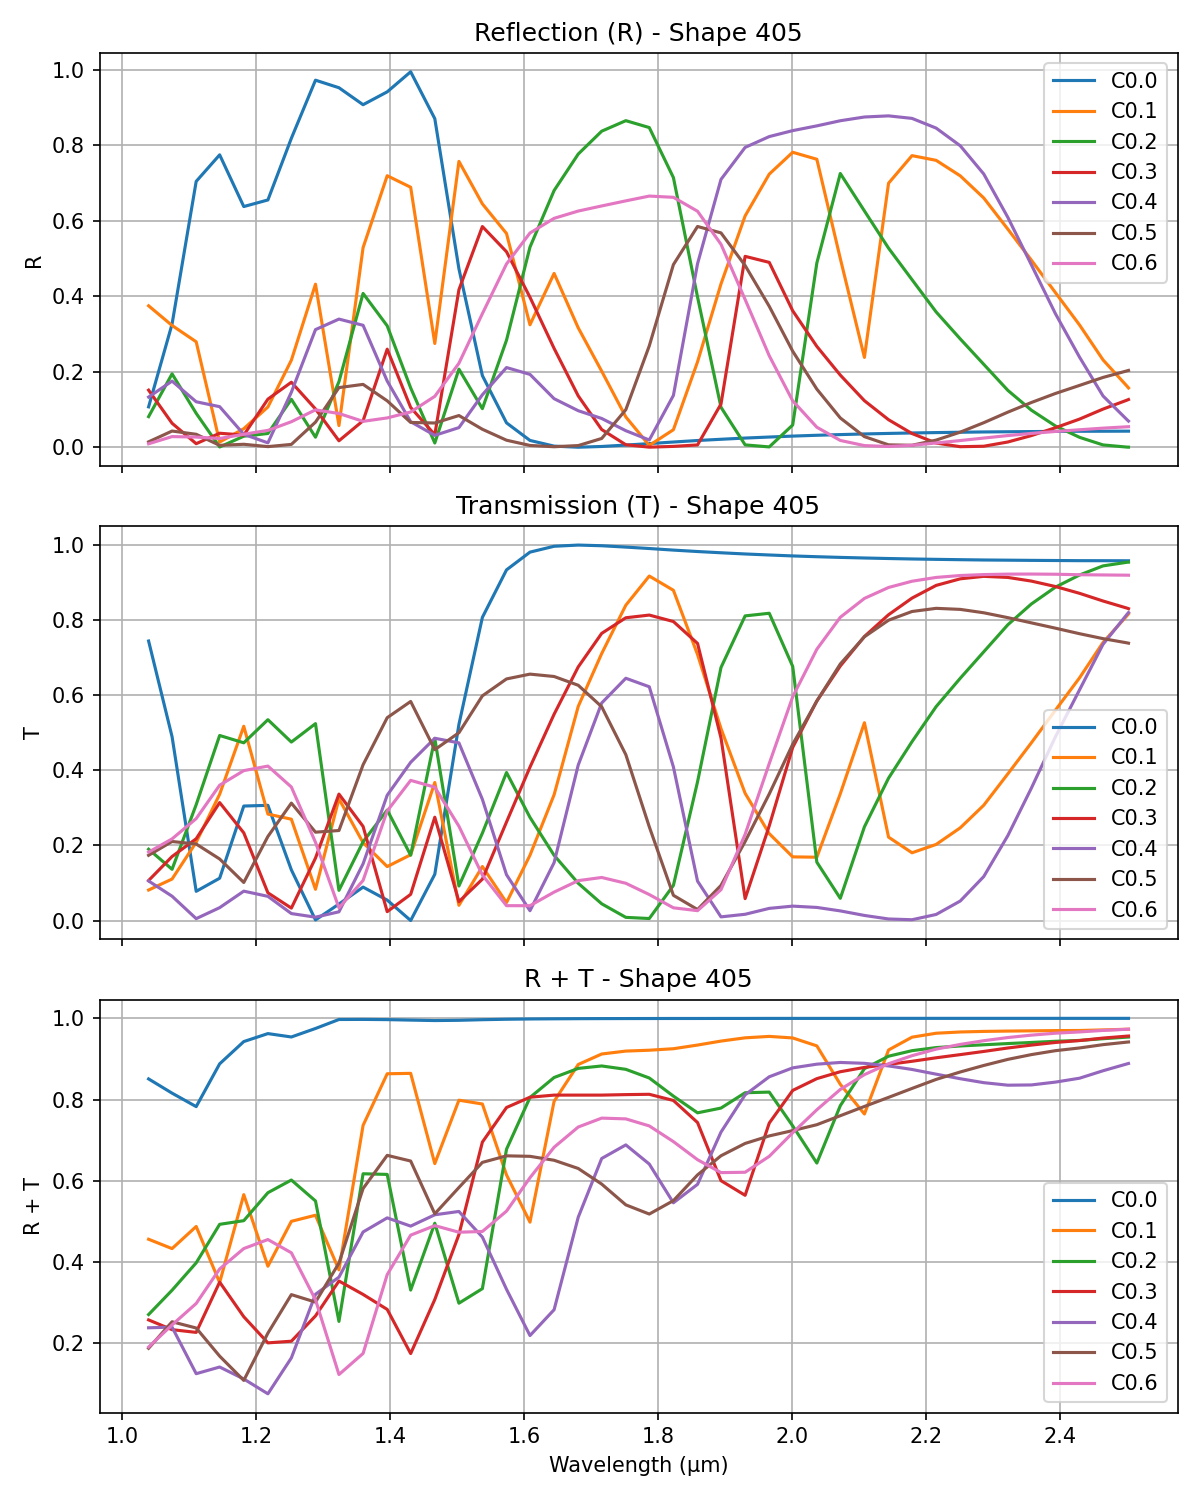 Reflection (R) - Shape 405
1.0
0.8
0.6
0.4
0.2
0.0
R
C0.0
C0.1
C0.2
C0.3
C0.4
C0.5
C0.6
Transmission (T) - Shape 405
1.0
0.8
0.6
0.4
0.2
0.0
T
C0.0
C0.1
C0.2
C0.3
C0.4
C0.5
C0.6
R + T - Shape 405
1.0
0.8
0.6
0.4
0.2
R + T
C0.0
C0.1
C0.2
C0.3
C0.4
C0.5
C0.6
1.0 1.2 1.4 1.6 1.8 2.0 2.2 2.4
Wavelength (μm)